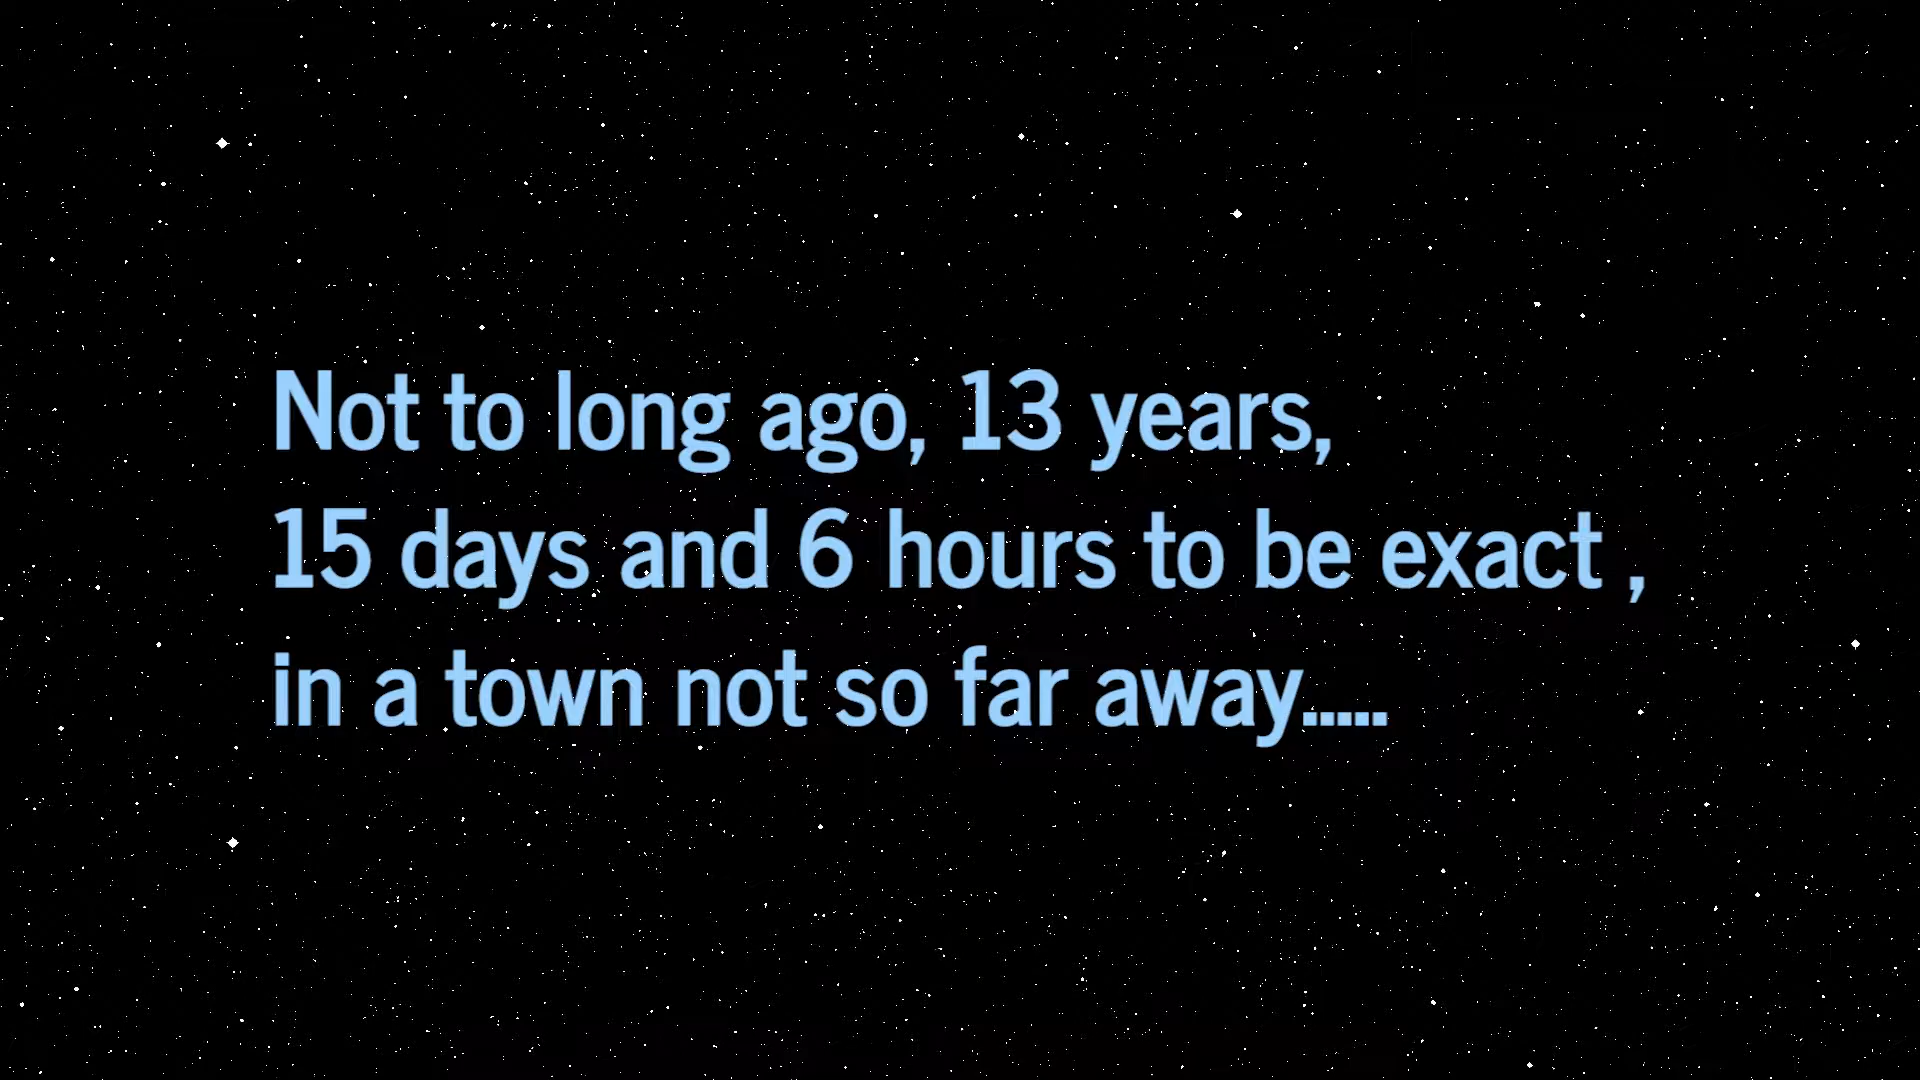 Not to long ago, 13 years,
15 days and 6 hours to be exact ,
in a town not so far away.....